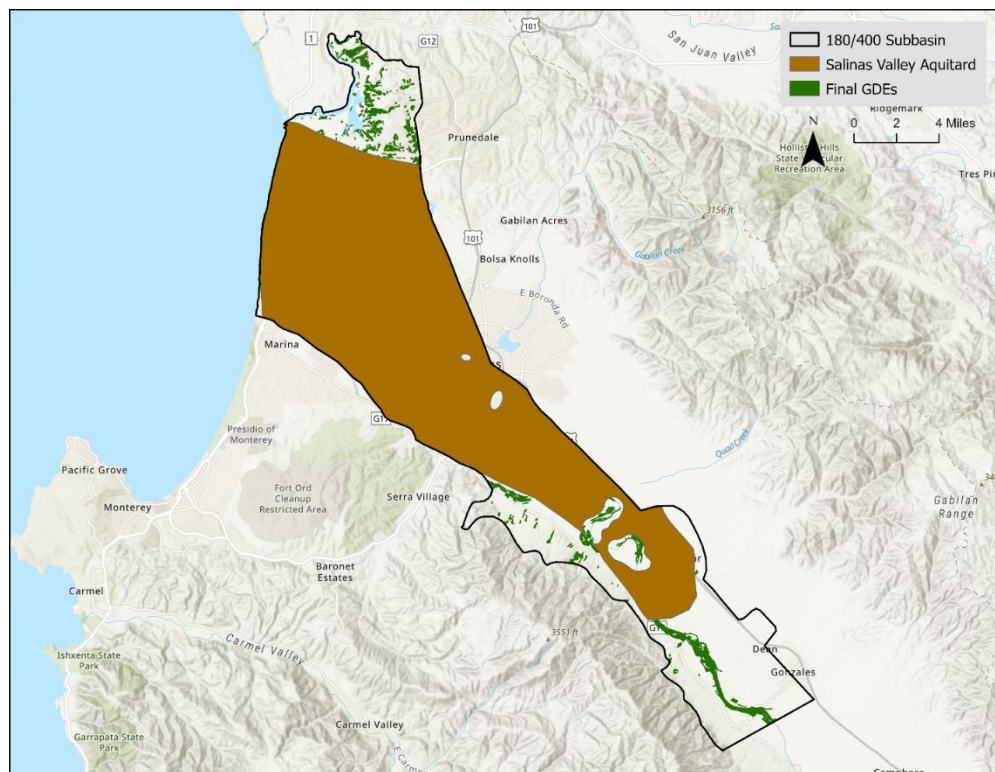 180/400 Subbasin
Salinas Valley Aquitard
Final GDEs
N
0 2 4 Miles
1
G12
101
San Juan Valley
Ridgemark
Hollister Hills
State Vehicular
Recreation Area
Tres Pin
Prunedale
3156 ft
Gabilan Acres
Gabilan Creek
101
Bolsa Knolls
E Boronda Rd
Marina
as
G17
Presidio of
Monterey
Quail Creek
Pacific Grove
Monterey
Fort Ord
Cleanup
Restricted Area
Serra Village
Gabilan
Range
Baronet
Estates
Carmel
Carmel Valley
3551 ft
G17
Ishxenta State
Park
Dean
Gonzales
Carmel Valley
Garrapata State
Park